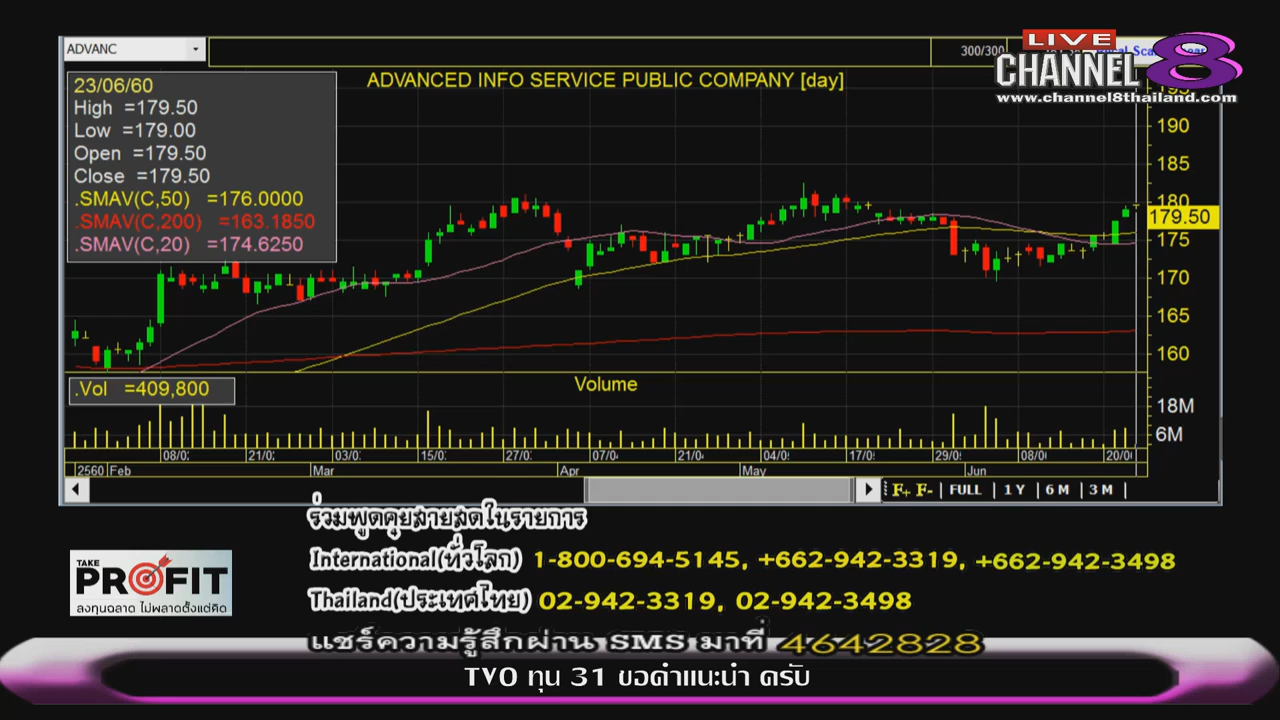 ADVANC
300/300
LIVE
CHANNEL 8
www.channel8thailand.com
ADVANCED INFO SERVICE PUBLIC COMPANY [day]
23/06/60
High =179.50
Low =179.00
Open =179.50
Close =179.50
.SMAV(C,50) =176.0000
.SMAV(C,200) =163.1850
.SMAV(C,20) =174.6250
190
185
180
179.50
175
170
165
160
.Vol =409,800
Volume
18M
6M
08/0 21/0 03/0 15/0 27/0 07/0 21/0 04/0 17/0 29/0 08/0 20/0
2560 Feb Mar Apr May Jun
F+ F- FULL 1 Y 6 M 3 M
ร่วมพูดคุยสายสดในรายการ
International(ทั่วโลก) 1-800-694-5145, +662-942-3319, +662-942-3498
TAKE
PROFIT
ลงทุนฉลาด ไม่พลาดตั้งแต่คิด
Thailand(ประเทศไทย) 02-942-3319, 02-942-3498
แชร์ความรู้สึกผ่าน SMS มาที่ 4642828
TVO ทุน 31 ขอคำแนะนำ ครับ